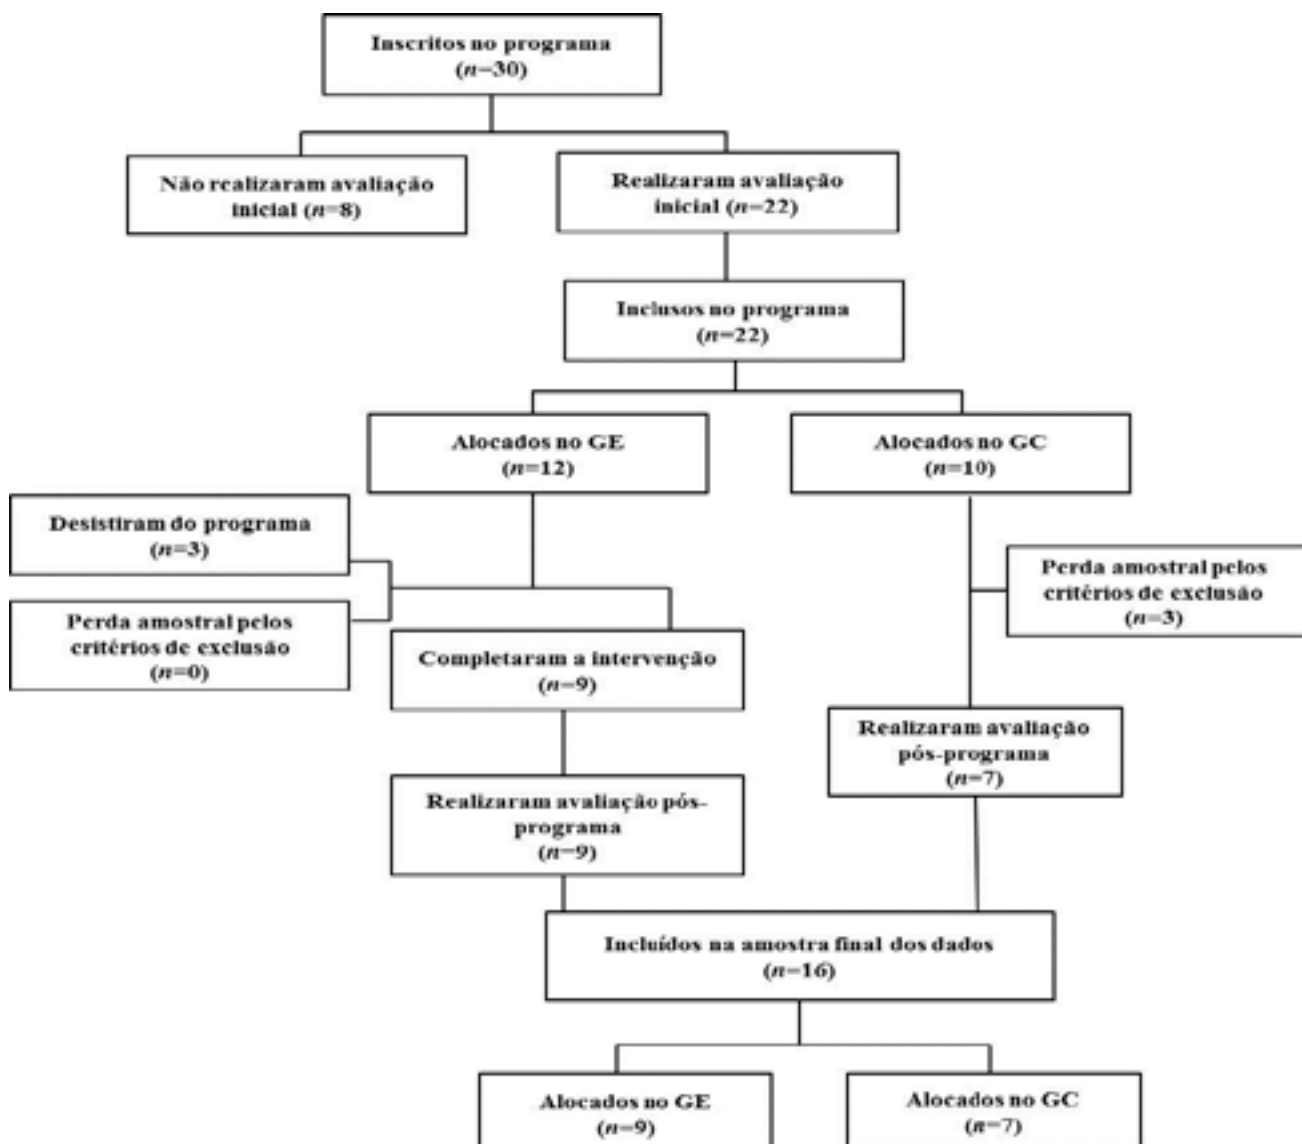 Inscritos no programa
(n=30)
Não realizaram avaliação
inicial (n=8)
Realizaram avaliação
inicial (n=22)
Inclusos no programa
(n=22)
Alocados no GE
(n=12)
Alocados no GC
(n=10)
Desistiram do programa
(n=3)
Perda amostral pelos
critérios de exclusão
(n=0)
Perda amostral pelos
critérios de exclusão
(n=3)
Completaram a intervenção
(n=9)
Realizaram avaliação
pós-programa
(n=7)
Realizaram avaliação pós-
programa
(n=9)
Incluídos na amostra final dos dados
(n=16)
Alocados no GE
(n=9)
Alocados no GC
(n=7)